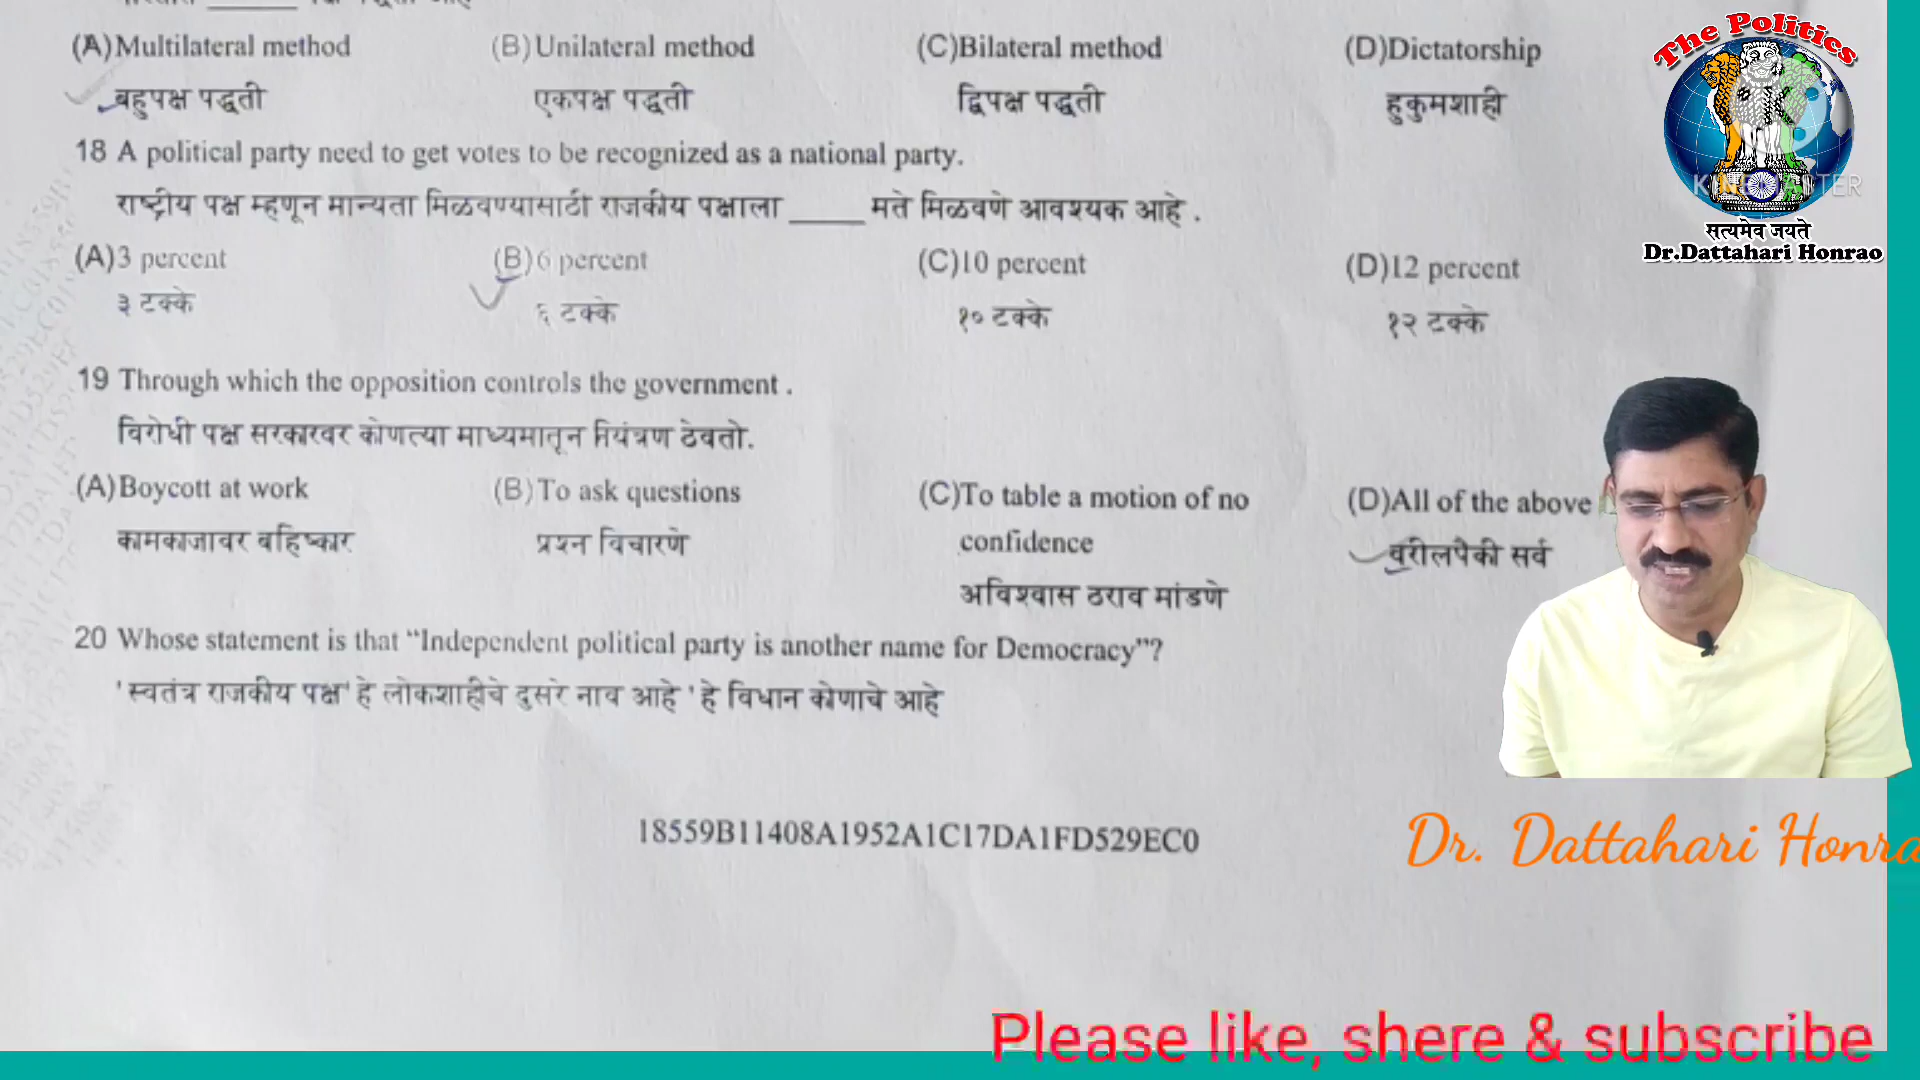 पक्ष पद्धती आहे
(A)Multilateral method (B)Unilateral method (C)Bilateral method (D)Dictatorship
बहुपक्ष पद्धती एकपक्ष पद्धती द्विपक्ष पद्धती हुकुमशाही
18 A political party need to get votes to be recognized as a national party.
राष्ट्रीय पक्ष म्हणून मान्यता मिळवण्यासाठी राजकीय पक्षाला _____ मते मिळवणे आवश्यक आहे .
(A)3 percent (B)6 percent (C)10 percent (D)12 percent
३ टक्के ६ टक्के १० टक्के १२ टक्के
19 Through which the opposition controls the government .
विरोधी पक्ष सरकारवर कोणत्या माध्यमातून नियंत्रण ठेवतो.
(A)Boycott at work (B)To ask questions (C)To table a motion of no (D)All of the above
confidence
कामकाजावर बहिष्कार प्रश्न विचारणे अविश्वास ठराव मांडणे वरीलपैकी सर्व
20 Whose statement is that “Independent political party is another name for Democracy”?
'स्वतंत्र राजकीय पक्ष' हे लोकशाहीचे दुसरे नाव आहे ' हे विधान कोणाचे आहे
18559B11408A1952A1C17DA1FD529EC0
The Politics
KINEMASTER
सत्यमेव जयते
Dr.Dattahari Honrao
Dr. Dattahari Honra
Please like, shere & subscribe